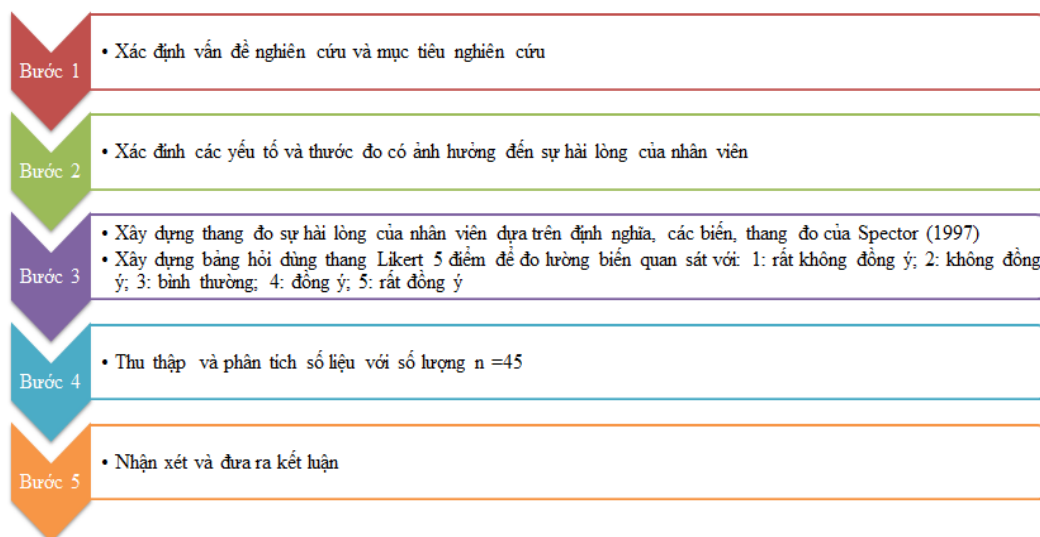 Bước 1
• Xác định vấn đề nghiên cứu và mục tiêu nghiên cứu
Bước 2
• Xác đinh các yếu tố và thước đo có ảnh hưởng đến sự hài lòng của nhân viên
Bước 3
• Xây dựng thang đo sự hài lòng của nhân viên dựa trên định nghĩa, các biến, thang đo của Spector (1997)
• Xây dựng bảng hỏi dùng thang Likert 5 điểm để đo lường biến quan sát với: 1: rất không đồng ý; 2: không đồng
ý; 3: bình thường; 4: đồng ý; 5: rất đồng ý
Bước 4
• Thu thập và phân tích số liệu với số lượng n =45
Bước 5
• Nhận xét và đưa ra kết luận